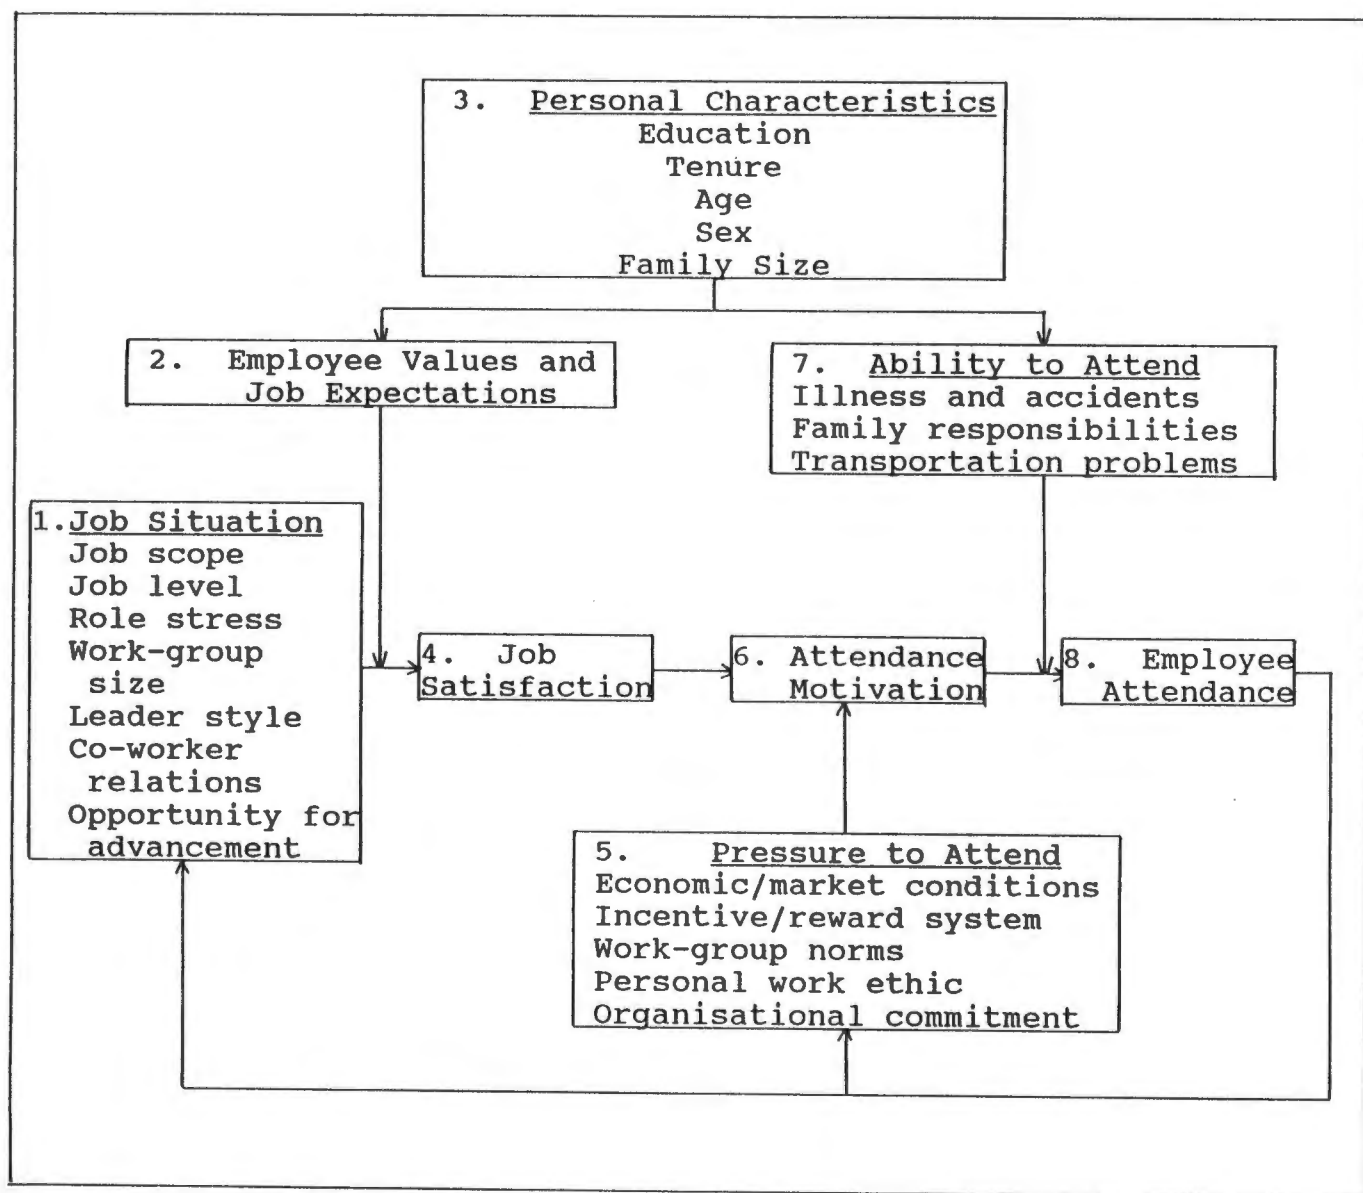 3. Personal Characteristics
Education
Tenure
Age
Sex
Family Size
2. Employee Values and
Job Expectations
7. Ability to Attend
Illness and accidents
Family responsibilities
Transportation problems
1.Job Situation
Job scope
Job level
Role stress
Work-group
size
Leader style
Co-worker
relations
Opportunity for
advancement
4. Job
Satisfaction
6. Attendance
Motivation
8. Employee
Attendance
5. Pressure to Attend
Economic/market conditions
Incentive/reward system
Work-group norms
Personal work ethic
Organisational commitment